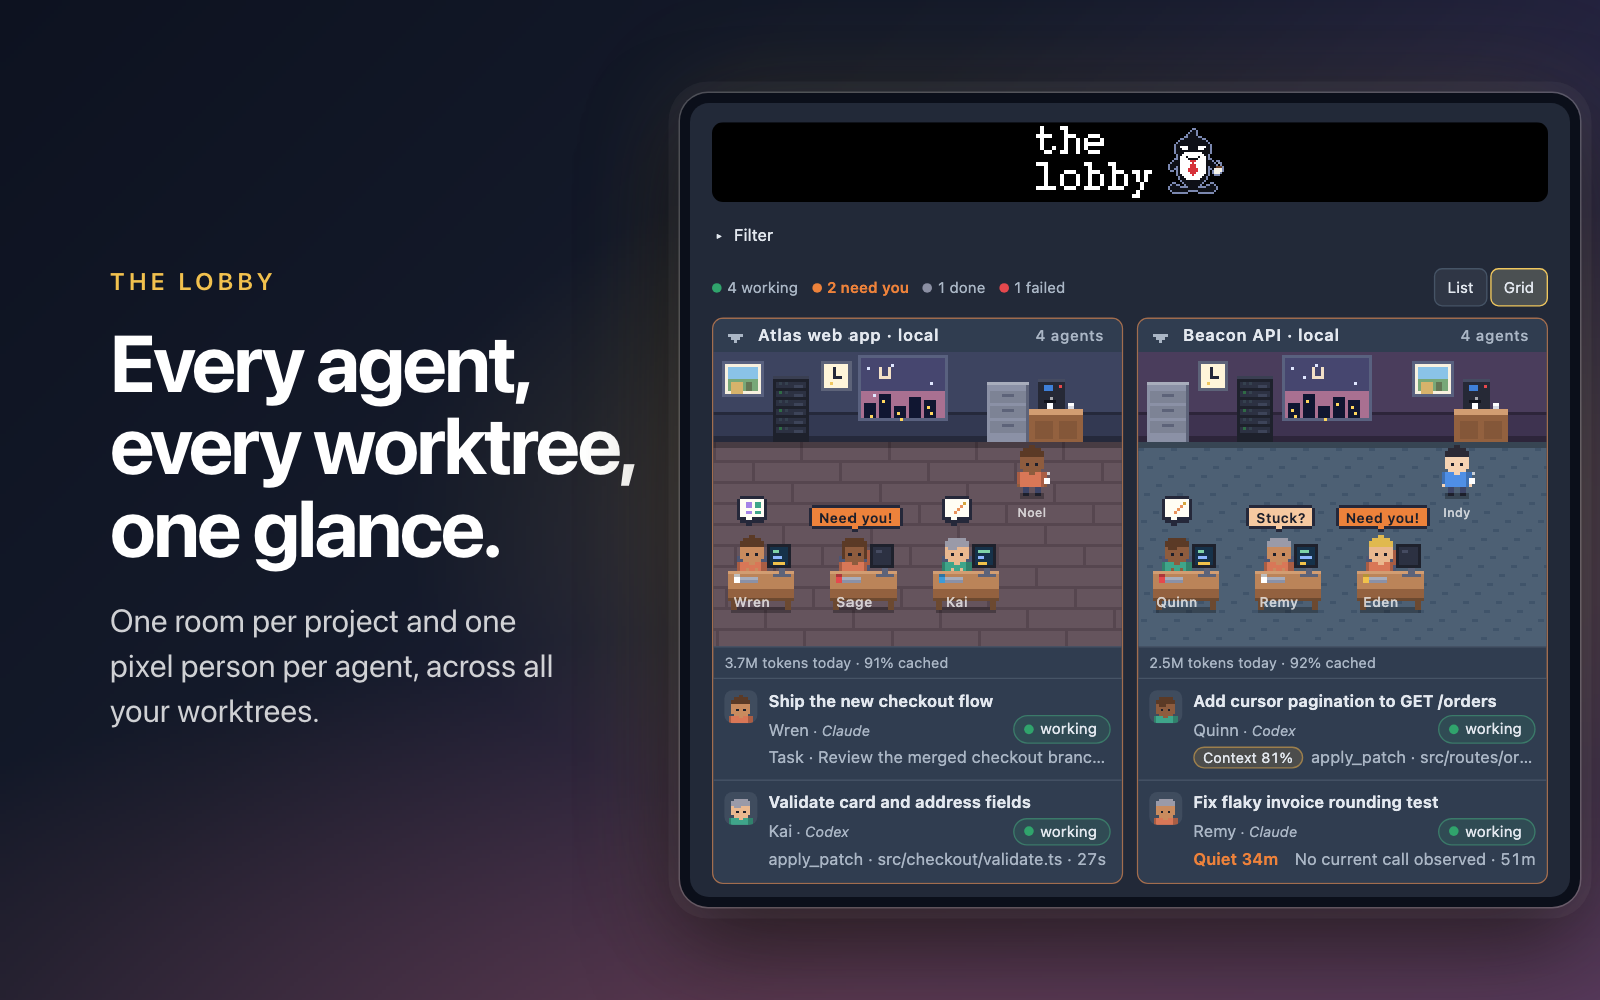 THE LOBBY
Every agent,
every worktree,
one glance.
One room per project and one
pixel person per agent, across all
your worktrees.
the
lobby
Filter
4 working 2 need you 1 done 1 failed
List Grid
Atlas web app · local 4 agents
Noel
Need you!
Wren Sage Kai
3.7M tokens today · 91% cached
Ship the new checkout flow
Wren · Claude working
Task · Review the merged checkout branc...
Validate card and address fields
Kai · Codex working
apply_patch · src/checkout/validate.ts · 27s
Beacon API · local 4 agents
Indy
Stuck? Need you!
Quinn Remy Eden
2.5M tokens today · 92% cached
Add cursor pagination to GET /orders
Quinn · Codex working
Context 81% apply_patch · src/routes/or...
Fix flaky invoice rounding test
Remy · Claude working
Quiet 34m No current call observed · 51m